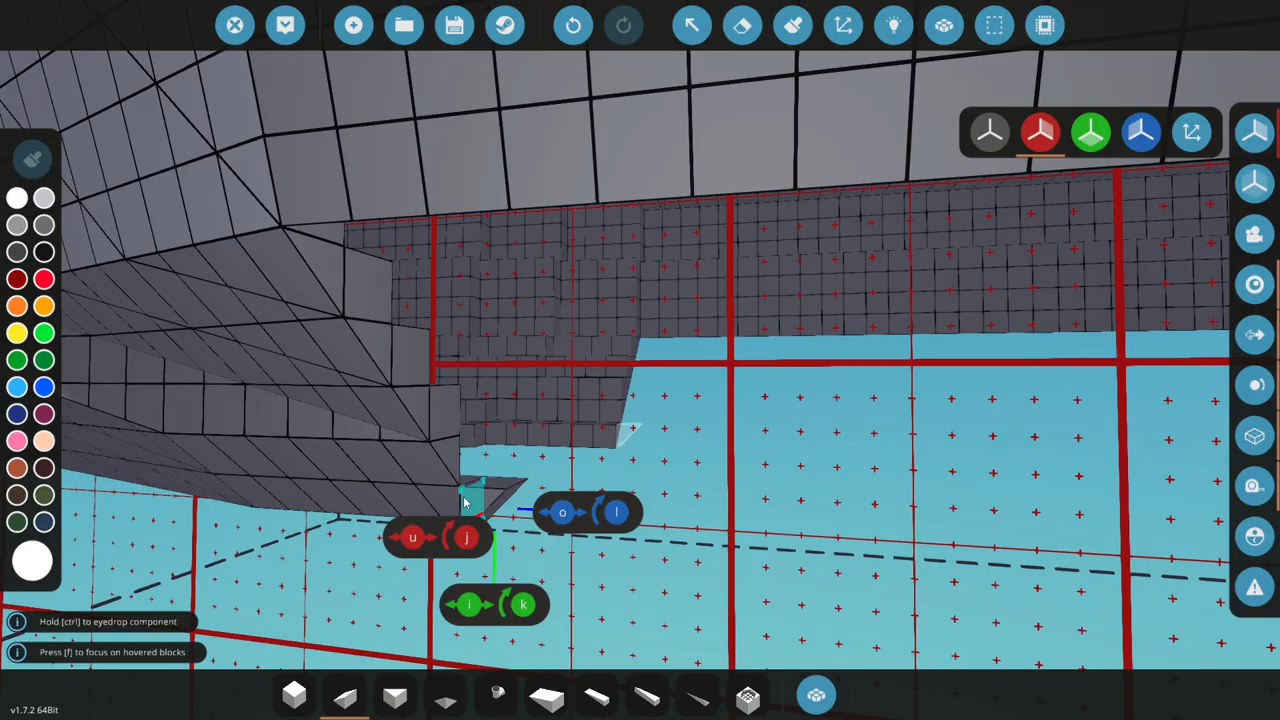 o l
u j
i k
Hold [ctrl] to eyedrop component
Press [f] to focus on hovered blocks
v1.7.2 64Bit